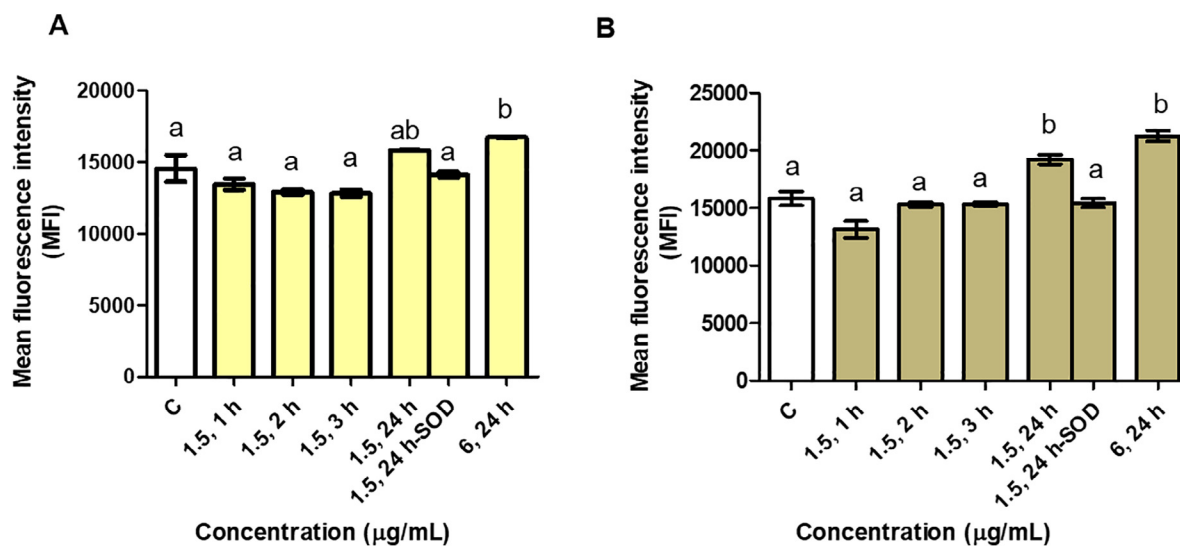 A
Mean fluorescence intensity
(MFI)
20000
15000
10000
5000
0
a
a
a
a
ab
a
b
C
1.5, 1 h
1.5, 2 h
1.5, 3 h
1.5, 24 h
1.5, 24 h-SOD
6, 24 h
Concentration (μg/mL)
B
Mean fluorescence intensity
(MFI)
25000
20000
15000
10000
5000
0
a
a
a
a
b
a
b
C
1.5, 1 h
1.5, 2 h
1.5, 3 h
1.5, 24 h
1.5, 24 h-SOD
6, 24 h
Concentration (μg/mL)